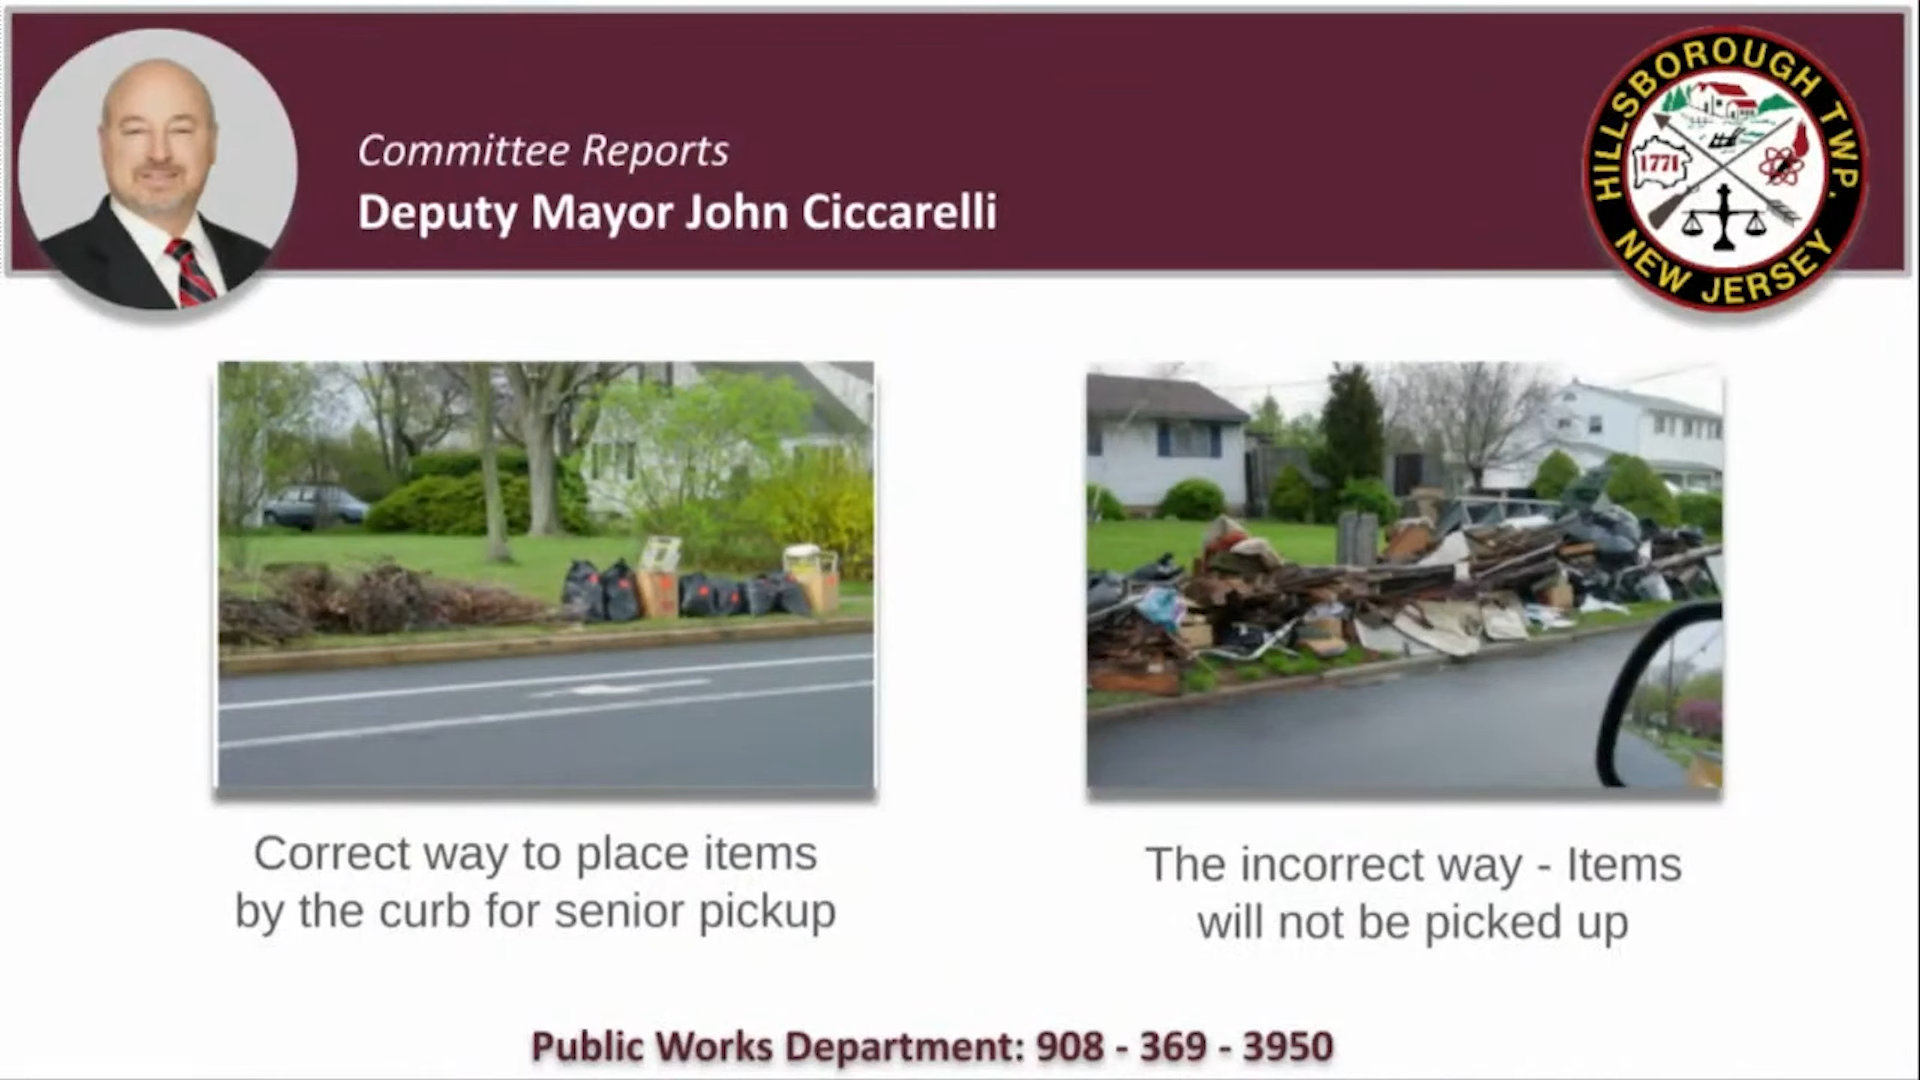 Committee Reports
Deputy Mayor John Ciccarelli
HILLSBOROUGH TWP.
1771
NEW JERSEY
Correct way to place items
by the curb for senior pickup
The incorrect way - Items
will not be picked up
Public Works Department: 908 - 369 - 3950